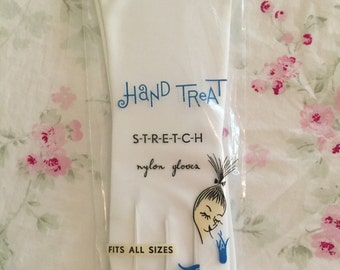 HAND TREAT
S-T-R-E-T-C-H
nylon gloves
FITS ALL SIZES